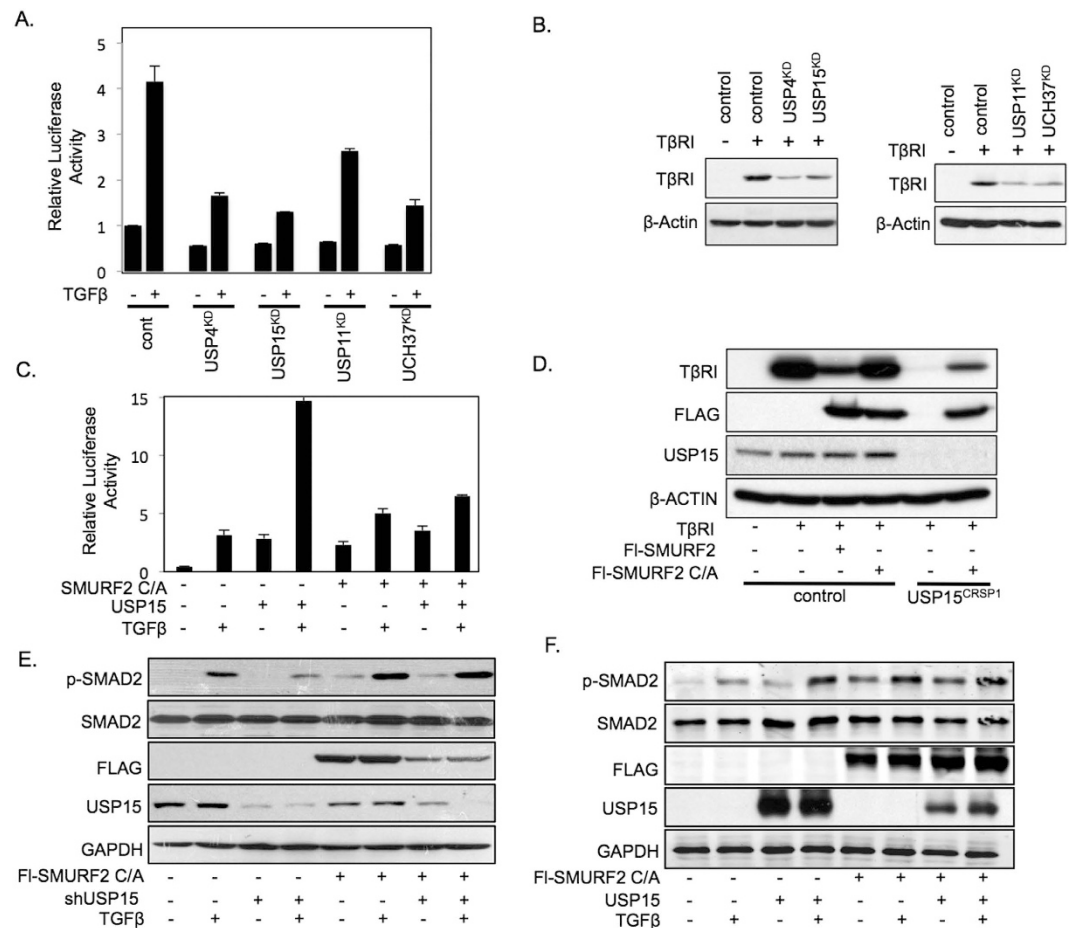 A.
5
4
3
2
1
0
Relative Luciferase
Activity
TGFβ - + - + - + - + - +
cont USP4ᴷᴰ USP15ᴷᴰ USP11ᴷᴰ UCH37ᴷᴰ
B.
control control USP4ᴷᴰ USP15ᴷᴰ
TβRI - + + +
TβRI
β-Actin
control control USP11ᴷᴰ UCH37ᴷᴰ
TβRI - + + +
TβRI
β-Actin
C.
15
10
5
0
Relative Luciferase
Activity
SMURF2 C/A - - - - + + + +
USP15 - - + + - - + +
TGFβ - + - + - + - +
D.
TβRI
FLAG
USP15
β-ACTIN
TβRI - + + + + +
Fl-SMURF2 - - + - - -
Fl-SMURF2 C/A - - - + - +
control USP15ᶜᴿˢᴾ¹
E.
p-SMAD2
SMAD2
FLAG
USP15
GAPDH
Fl-SMURF2 C/A - - - - + + + +
shUSP15 - - + + - - + +
TGFβ - + - + - + - +
F.
p-SMAD2
SMAD2
FLAG
USP15
GAPDH
Fl-SMURF2 C/A - - - - + + + +
USP15 - - + + - - + +
TGFβ - + - + - + - +